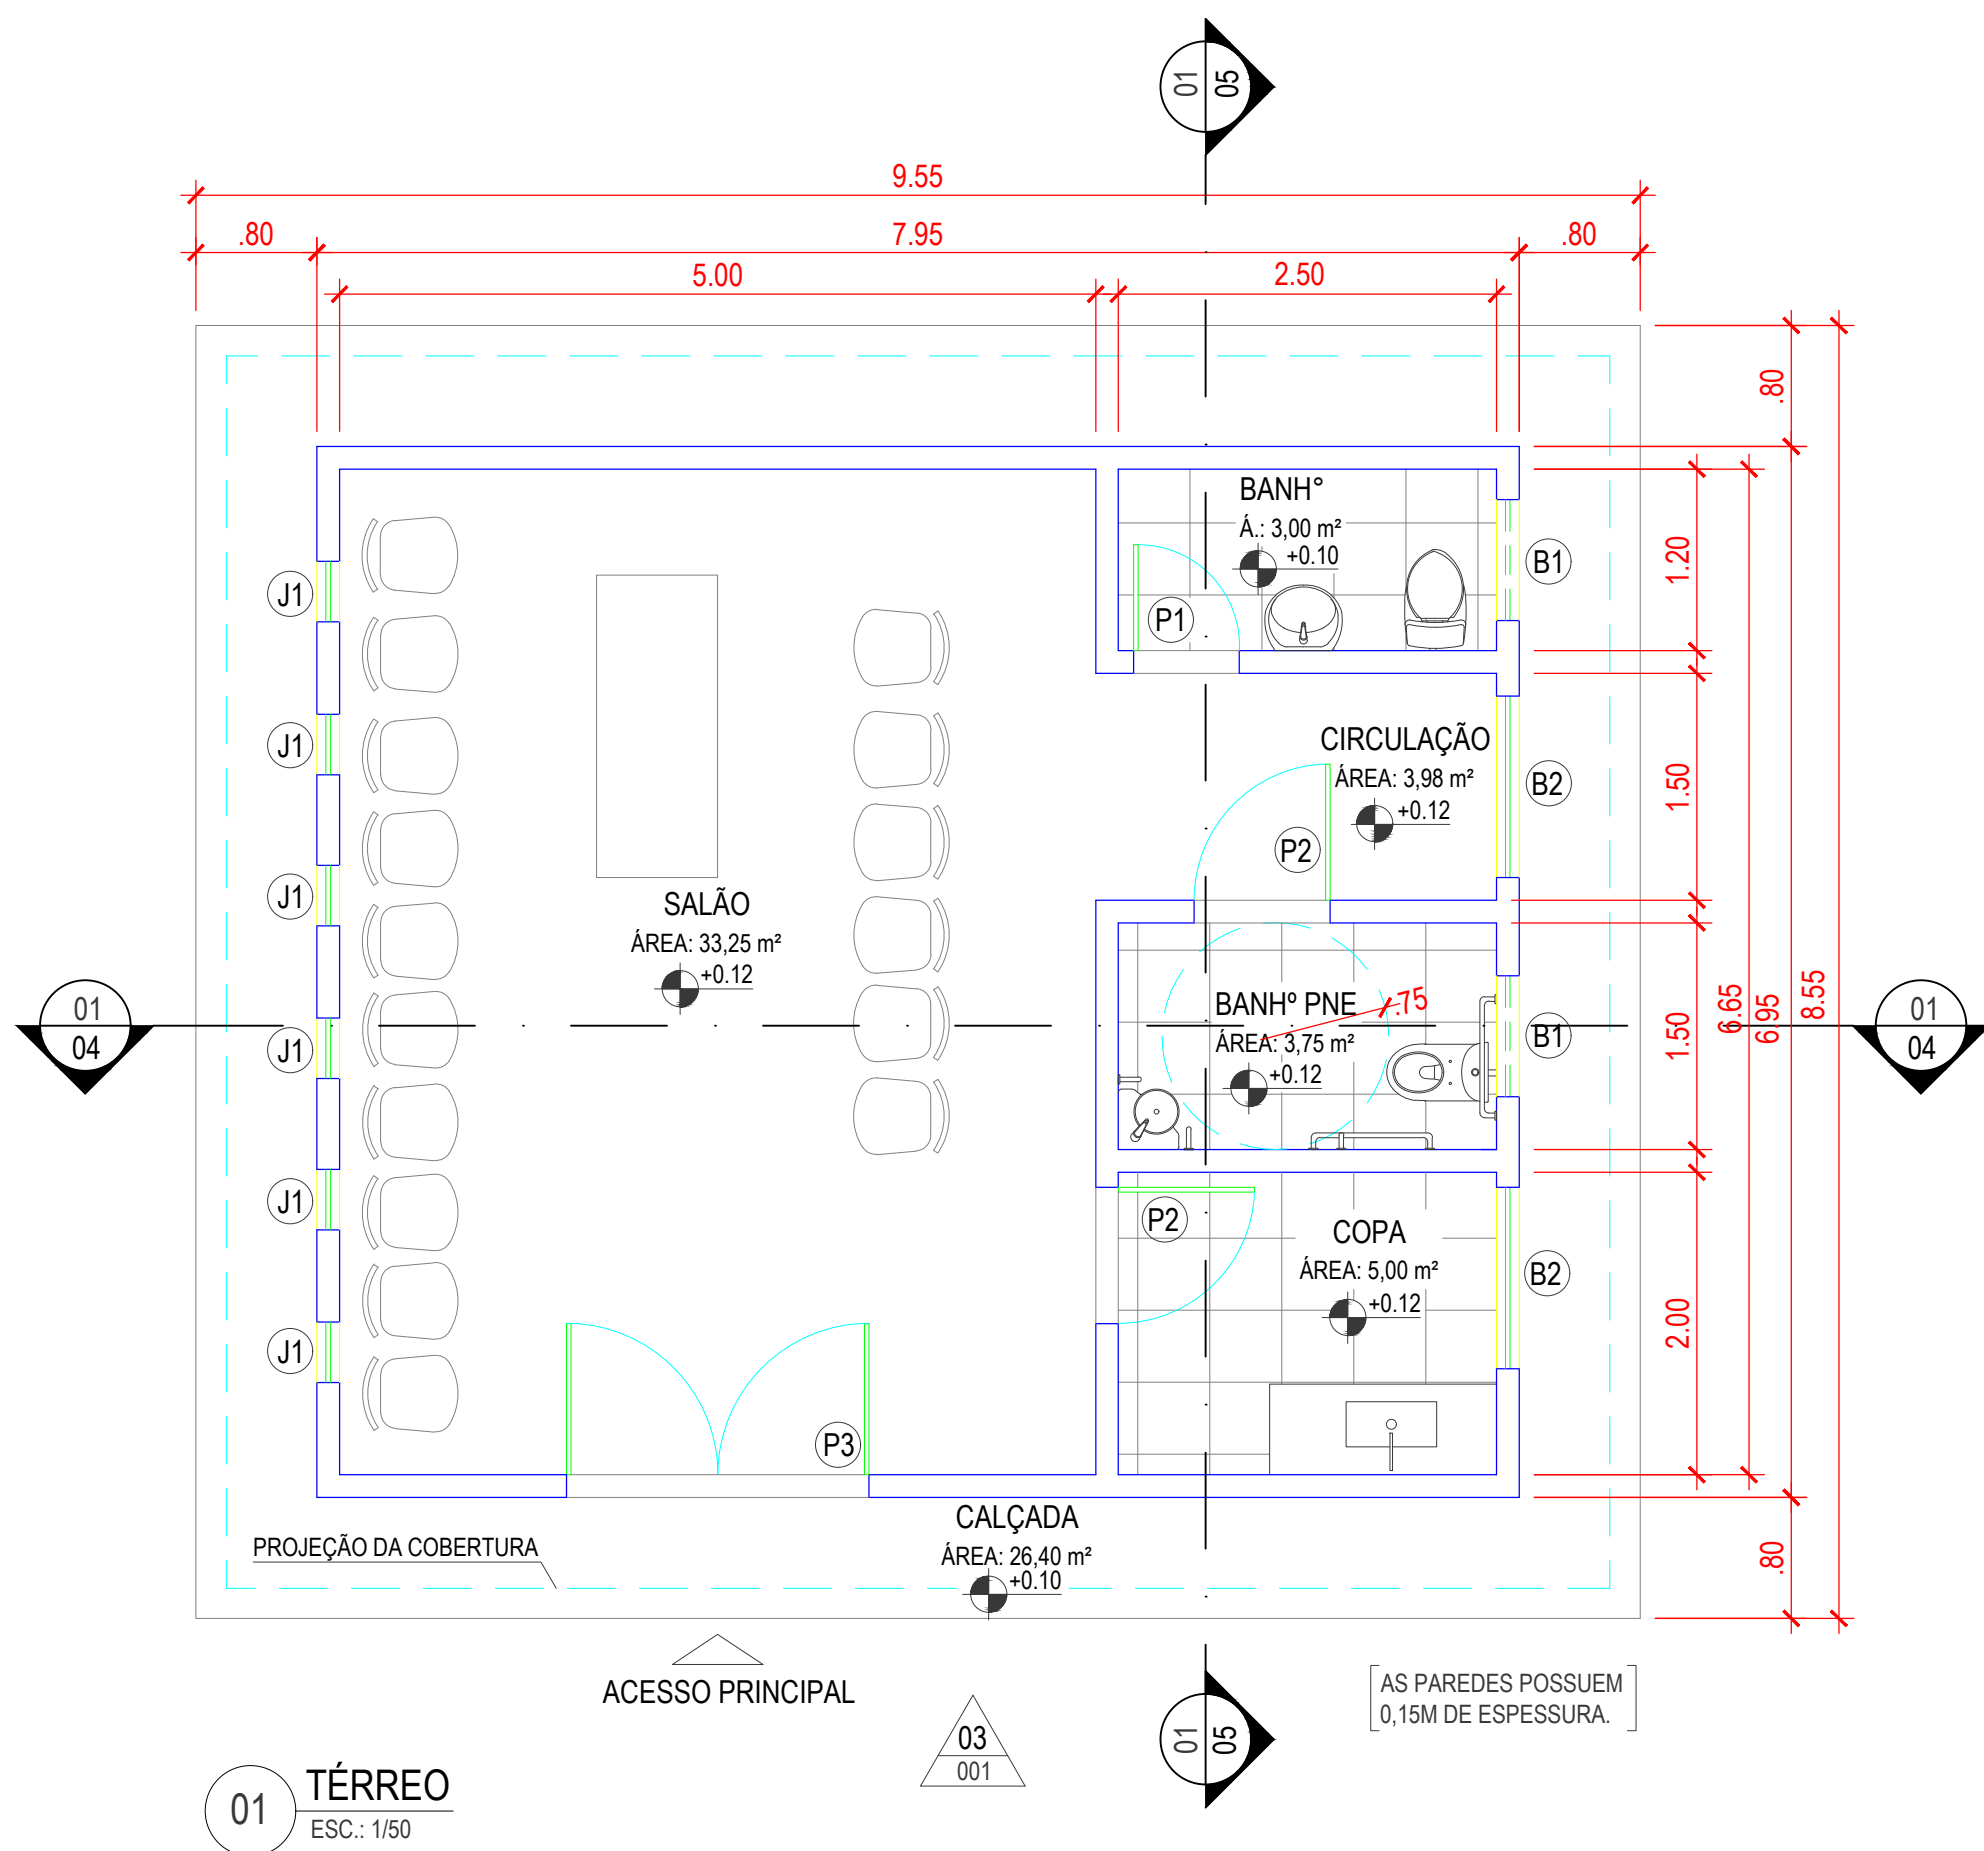 01
05
9.55
.80
7.95
.80
5.00
2.50
.80
BANH°
Á.: 3,00 m²
+0.10
P1
B1
1.20
J1
J1
CIRCULAÇÃO
ÁREA: 3,98 m²
+0.12
P2
B2
1.50
J1
SALÃO
ÁREA: 33,25 m²
+0.12
01
04
J1
BANHº PNE
.75
ÁREA: 3,75 m²
+0.12
B1
1.50
6.65
6.95
8.55
01
04
J1
P2
COPA
ÁREA: 5,00 m²
+0.12
B2
2.00
J1
P3
CALÇADA
ÁREA: 26,40 m²
+0.10
PROJEÇÃO DA COBERTURA
.80
ACESSO PRINCIPAL
03
001
01
05
AS PAREDES POSSUEM
0,15M DE ESPESSURA.
01
TÉRREO
ESC.: 1/50